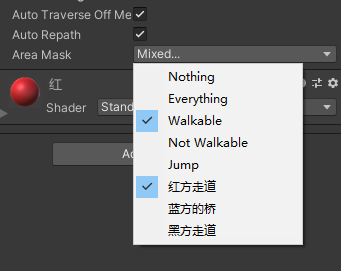 Auto Traverse Off Me
Auto Repath
Area Mask Mixed...
Nothing
Everything
Walkable
Not Walkable
Jump
红方走道
蓝方的桥
黑方走道
红
Shader Stand
Ad